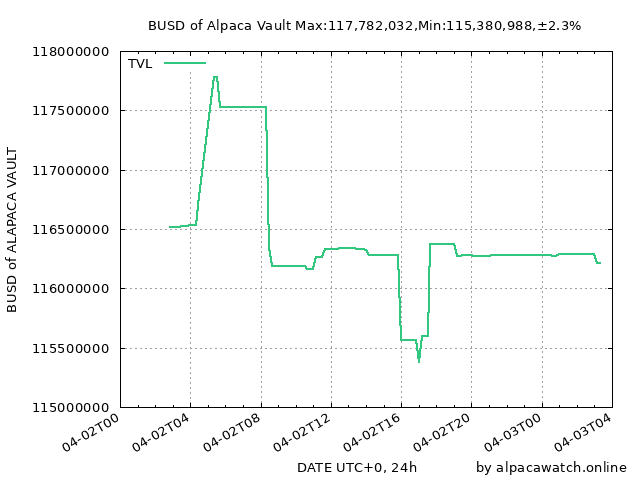 BUSD of Alpaca Vault Max:117,782,032,Min:115,380,988,±2.3%
TVL
118000000
117500000
117000000
116500000
116000000
115500000
115000000
BUSD of ALAPACA VAULT
04-02T00
04-02T04
04-02T08
04-02T12
04-02T16
04-02T20
04-03T00
04-03T04
DATE UTC+0, 24h
by alpacawatch.online